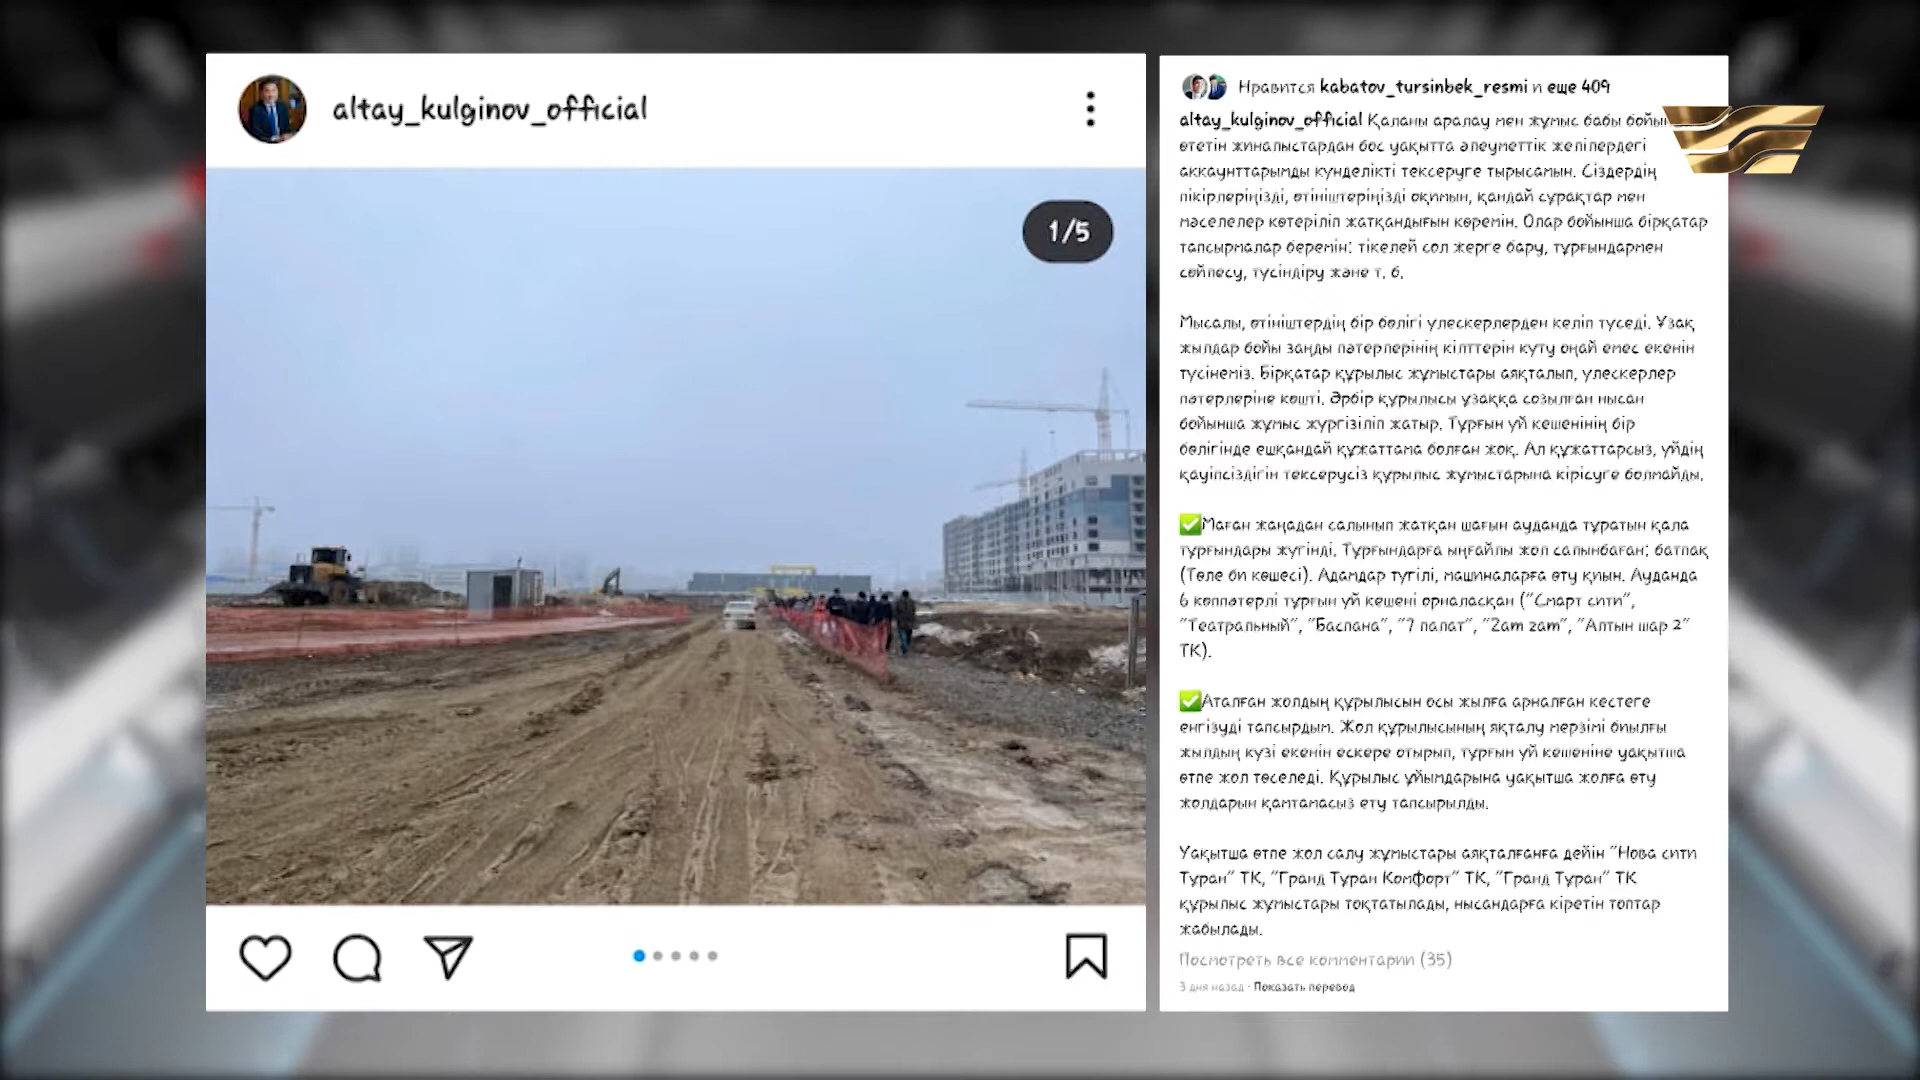 altay_kulginov_official
1/5
Нравится kabatov_tursinbek_resmi и еще 409
altay_kulginov_official Қаланы аралау мен жұмыс бабы
өтетін жиналыстардан бос уақытта әлеуметтік желілердегі
аккаунттарымды күнделікті тексеруге тырысамын. Сіздердің
пікірлеріңізді, өтініштеріңізді оқимын, қандай сұрақтар мен
мәселелер көтеріліп жатқандығын көремін. Олар бойынша бірқатар
тапсырмалар беремін: тікелей сол жерге бару, тұрғындармен
сөйлесу, түсіндіру және т. б.
Мысалы, өтініштердің бір бөлігі үлескерлерден келіп түседі. Ұзақ
жылдар бойы заңды пәтерлерінің кілттерін күту оңай емес екенін
түсінеміз. Бірқатар құрылыс жұмыстары аяқталып, үлескерлер
пәтерлеріне көшті. Әрбір құрылысы ұзаққа созылған нысан
бойынша жұмыс жүргізіліп жатыр. Тұрғын үй кешенінің бір
бөлігінде ешқандай құжаттама болған жоқ. Ал құжаттарсыз, үйдің
қауіпсіздігін тексерусіз құрылыс жұмыстарына кірісуге болмайды.
✅Маған жаңадан салынып жатқан шағын ауданда тұратын қала
тұрғындары жүгінді. Тұрғындарға ыңғайлы жол салынбаған: батпақ
(Төле би көшесі). Адамдар түгілі, машиналарға өту қиын. Ауданда
6 көппәтерлі тұрғын үй кешені орналасқан ("Смарт сити",
"Театральный", "Баспана", "7 палат", "Zam zam", "Алтын шар 2"
ТК).
✅Аталған жолдың құрылысын осы жылға арналған кестеге
енгізуді тапсырдым. Жол құрылысының яқталу мерзімі биылғы
жылдың күзі екенін ескере отырып, тұрғын үй кешеніне уақытша
өтпе жол төселеді. Құрылыс ұйымдарына уақытша жолға өту
жолдарын қамтамасыз ету тапсырылды.
Уақытша өтпе жол салу жұмыстары аяқталғанға дейін "Нова сити
Тұран" ТК, "Гранд Тұран Комфорт" ТК, "Гранд Тұран" ТК
құрылыс жұмыстары тоқтатылады, нысандарға кіретін топтар
жабылады.
Посмотреть все комментарии (35)
3 дня назад · Показать перевод